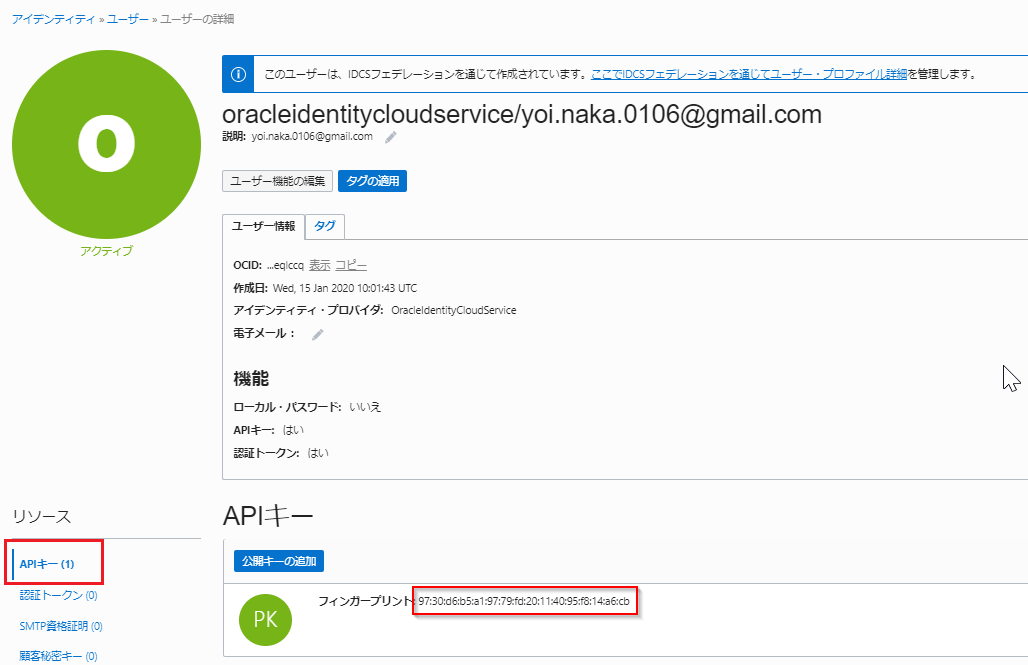 アイデンティティ » ユーザー » ユーザーの詳細
O
アクティブ
このユーザーは、IDCSフェデレーションを通じて作成されています。ここでIDCSフェデレーションを通じてユーザー・プロファイル詳細を管理します。
oracleidentitycloudservice/yoi.naka.0106@gmail.com
説明: yoi.naka.0106@gmail.com
ユーザー機能の編集 タグの適用
ユーザー情報 タグ
OCID: ...eqlccq 表示 コピー
作成日: Wed, 15 Jan 2020 10:01:43 UTC
アイデンティティ・プロバイダ: OracleIdentityCloudService
電子メール：
機能
ローカル・パスワード: いいえ
APIキー: はい
認証トークン: はい
リソース
APIキー (1)
認証トークン (0)
SMTP資格証明 (0)
顧客秘密キー (0)
APIキー
公開キーの追加
PK
フィンガープリント: 97:30:d6:b5:a1:97:79:fd:20:11:40:95:f8:14:a6:cb